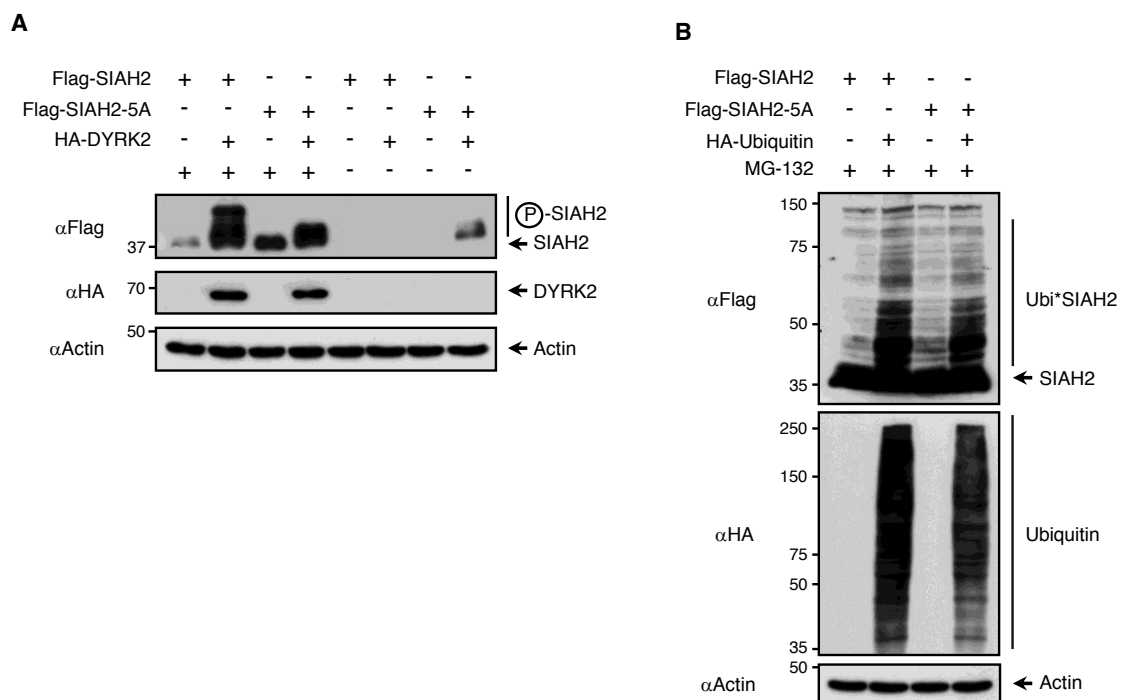 A
Flag-SIAH2 + + - - + + - -
Flag-SIAH2-5A - - + + - - + +
HA-DYRK2 - + - + - + - +
+ + + + - - - -
αFlag
37
P-SIAH2
SIAH2
αHA
70
DYRK2
αActin
50
Actin
B
Flag-SIAH2 + + - -
Flag-SIAH2-5A - - + +
HA-Ubiquitin - + - +
MG-132 + + + +
αFlag
150
75
50
35
Ubi*SIAH2
SIAH2
αHA
250
150
75
50
35
Ubiquitin
αActin
50
Actin